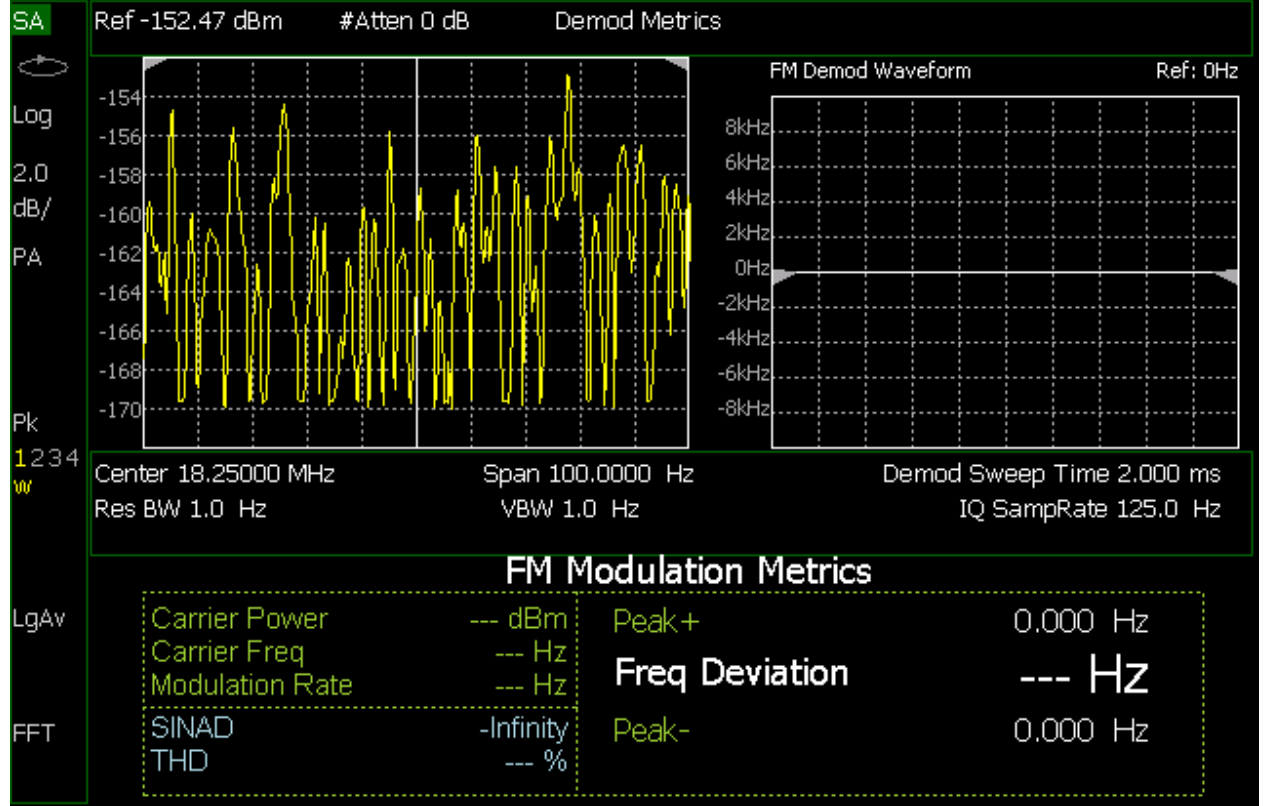 SA
Ref -152.47 dBm #Atten 0 dB Demod Metrics
Log
2.0
dB/
PA
Pk
1234
W
LgAv
FFT
-154
-156
-158
-160
-162
-164
-166
-168
-170
FM Demod Waveform Ref: 0Hz
8kHz
6kHz
4kHz
2kHz
0Hz
-2kHz
-4kHz
-6kHz
-8kHz
Center 18.25000 MHz Span 100.0000 Hz Demod Sweep Time 2.000 ms
Res BW 1.0 Hz VBW 1.0 Hz IQ SampRate 125.0 Hz
FM Modulation Metrics
Carrier Power --- dBm
Carrier Freq --- Hz
Modulation Rate --- Hz
SINAD -Infinity
THD --- %
Peak+ 0.000 Hz
Freq Deviation --- Hz
Peak- 0.000 Hz